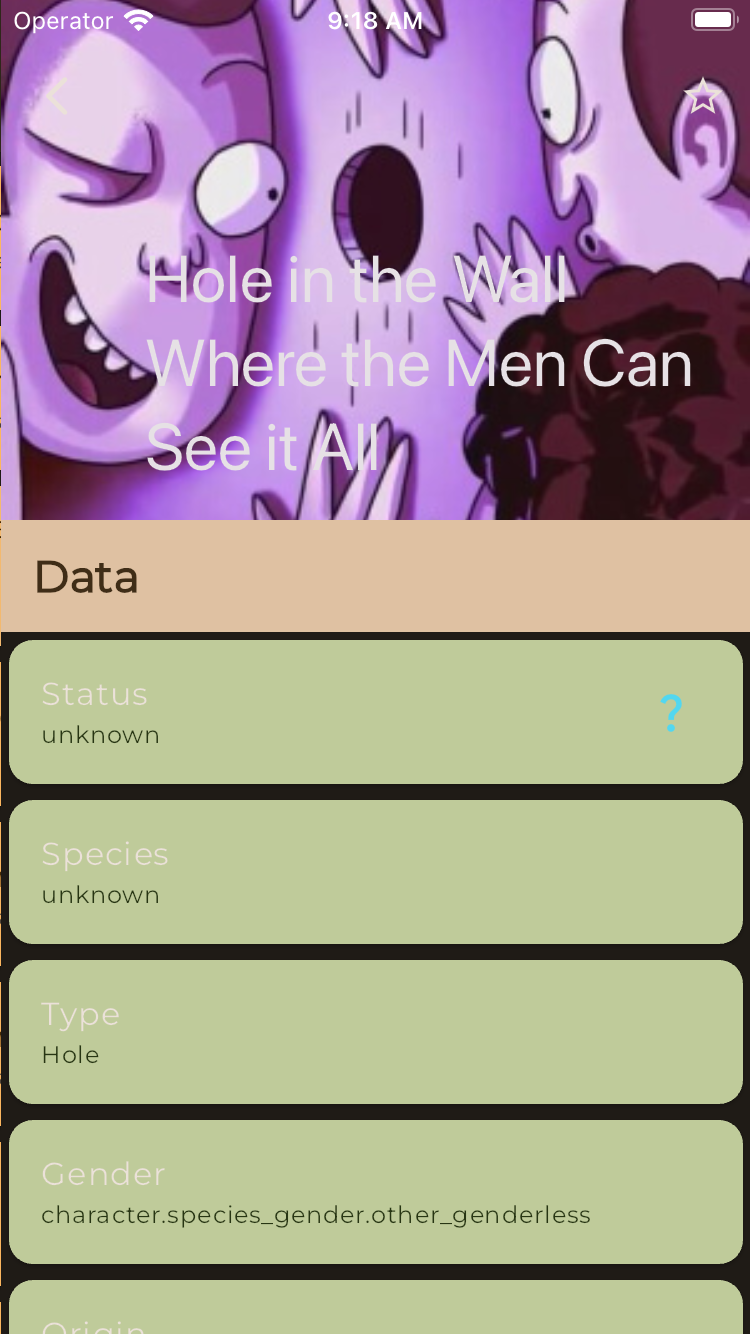 Operator 9:18 AM
Hole in the Wall
Where the Men Can
See it All
Data
Status
unknown
?
Species
unknown
Type
Hole
Gender
character.species_gender.other_genderless
Origin